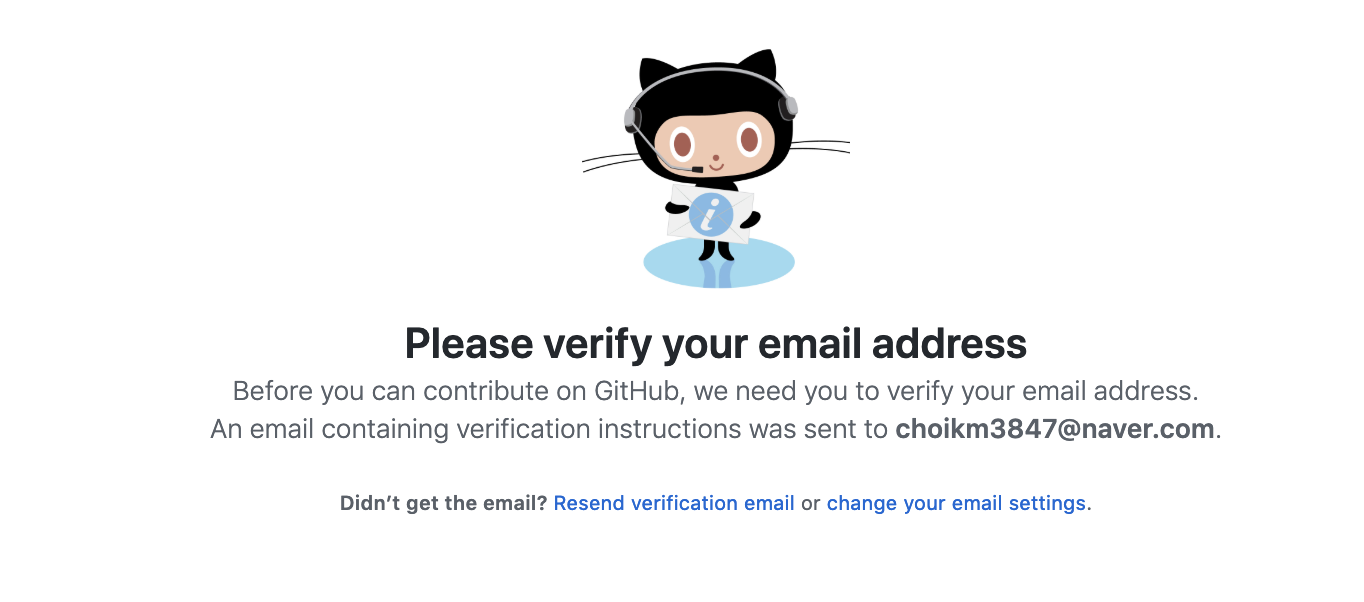 Please verify your email address
Before you can contribute on GitHub, we need you to verify your email address.
An email containing verification instructions was sent to choikm3847@naver.com.
Didn’t get the email? Resend verification email or change your email settings.